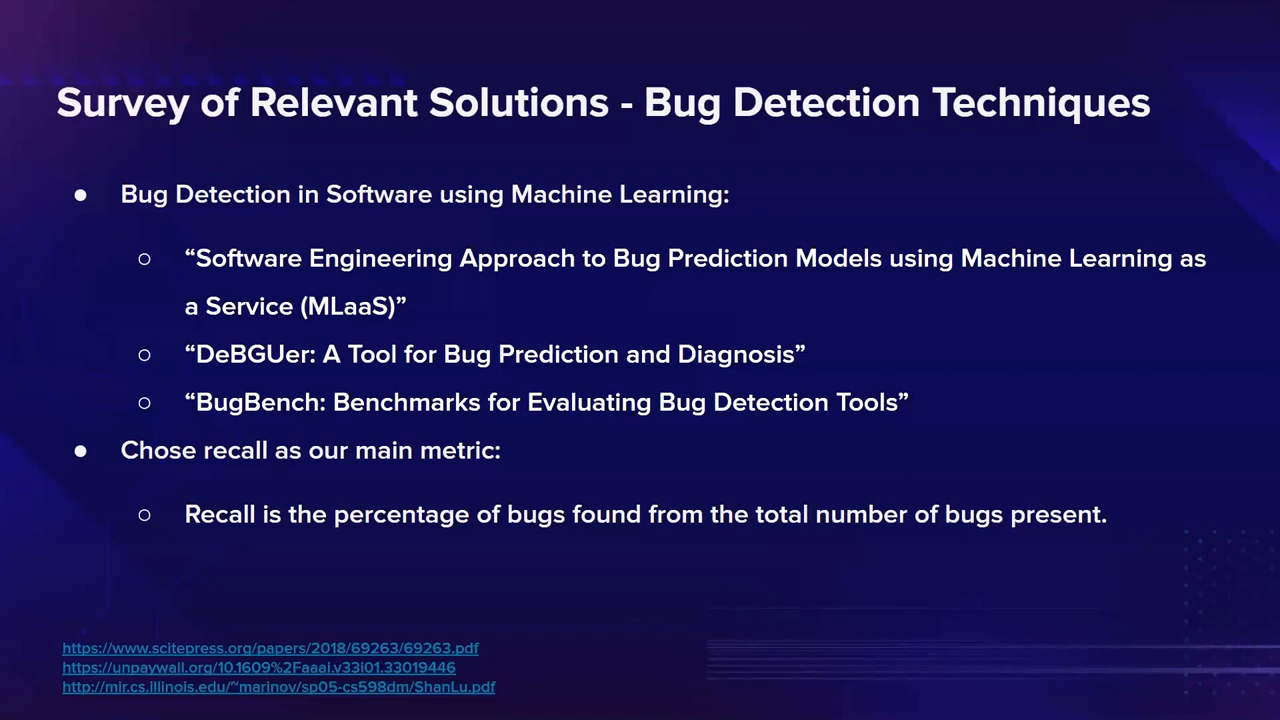 Survey of Relevant Solutions - Bug Detection Techniques
● Bug Detection in Software using Machine Learning:
○ “Software Engineering Approach to Bug Prediction Models using Machine Learning as
a Service (MLaaS)”
○ “DeBGUer: A Tool for Bug Prediction and Diagnosis”
○ “BugBench: Benchmarks for Evaluating Bug Detection Tools”
● Chose recall as our main metric:
○ Recall is the percentage of bugs found from the total number of bugs present.
https://www.scitepress.org/papers/2018/69263/69263.pdf
https://unpaywall.org/10.1609%2Faaai.v33i01.33019446
http://mir.cs.illinois.edu/~marinov/sp05-cs598dm/ShanLu.pdf